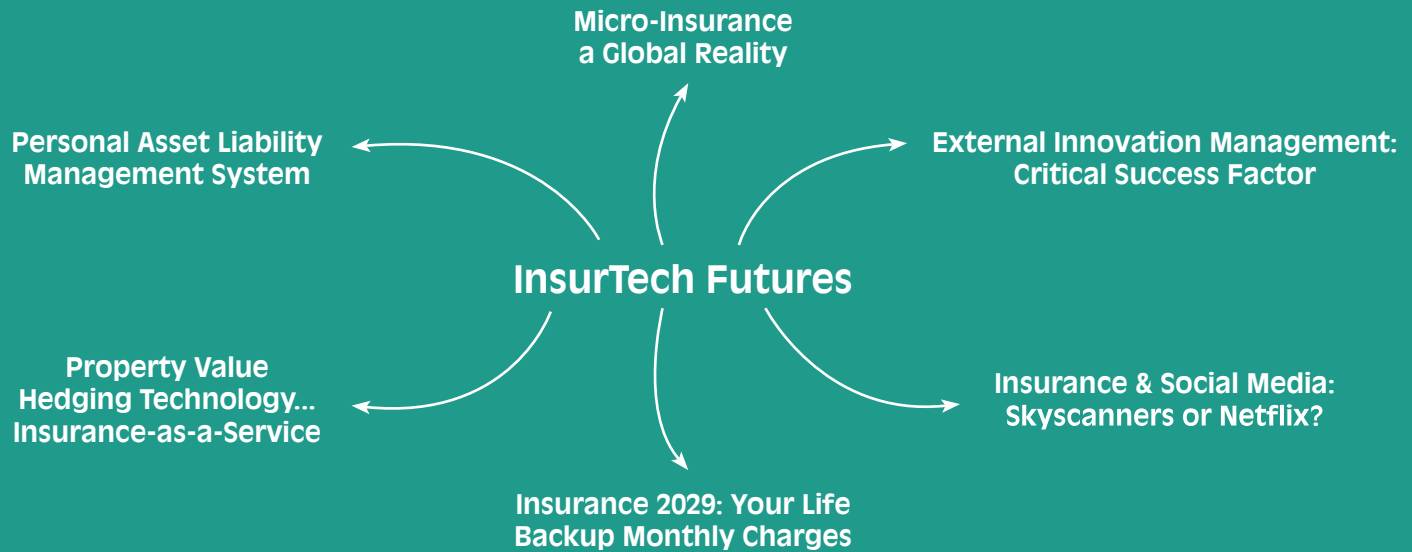 Micro-Insurance
a Global Reality
Personal Asset Liability
Management System
External Innovation Management:
Critical Success Factor
InsurTech Futures
Property Value
Hedging Technology...
Insurance-as-a-Service
Insurance & Social Media:
Skyscanners or Netflix?
Insurance 2029: Your Life
Backup Monthly Charges